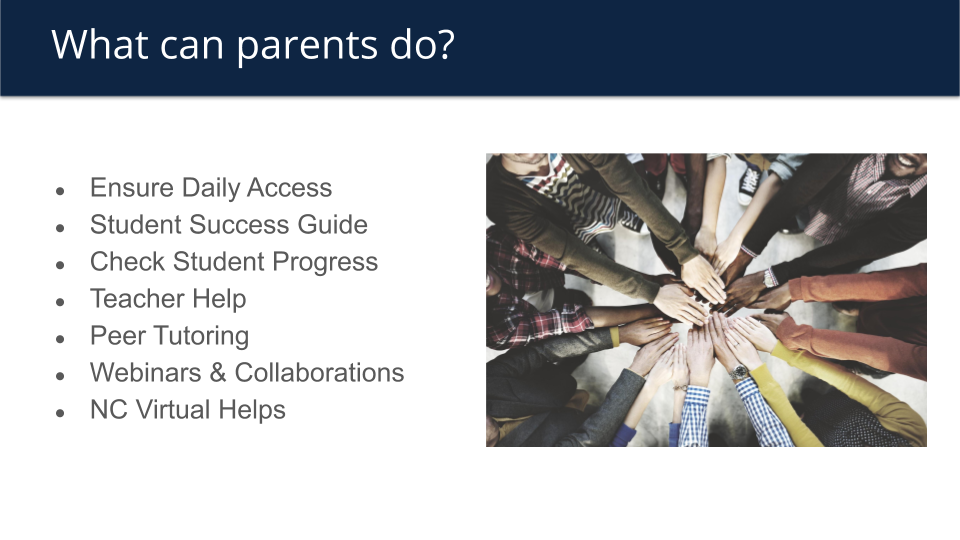 What can parents do?
● Ensure Daily Access
● Student Success Guide
● Check Student Progress
● Teacher Help
● Peer Tutoring
● Webinars & Collaborations
● NC Virtual Helps